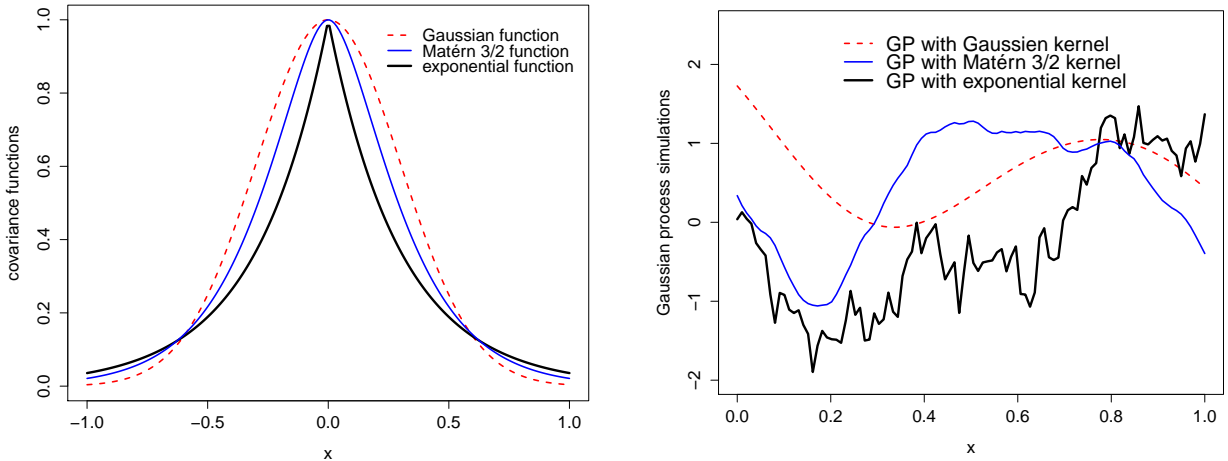 covariance functions
1.0
0.8
0.6
0.4
0.2
0.0
Gaussian function
Matérn 3/2 function
exponential function
−1.0 −0.5 0.0 0.5 1.0
x
Gaussian process simulations
2
1
0
−1
−2
GP with Gaussien kernel
GP with Matérn 3/2 kernel
GP with exponential kernel
0.0 0.2 0.4 0.6 0.8 1.0
x